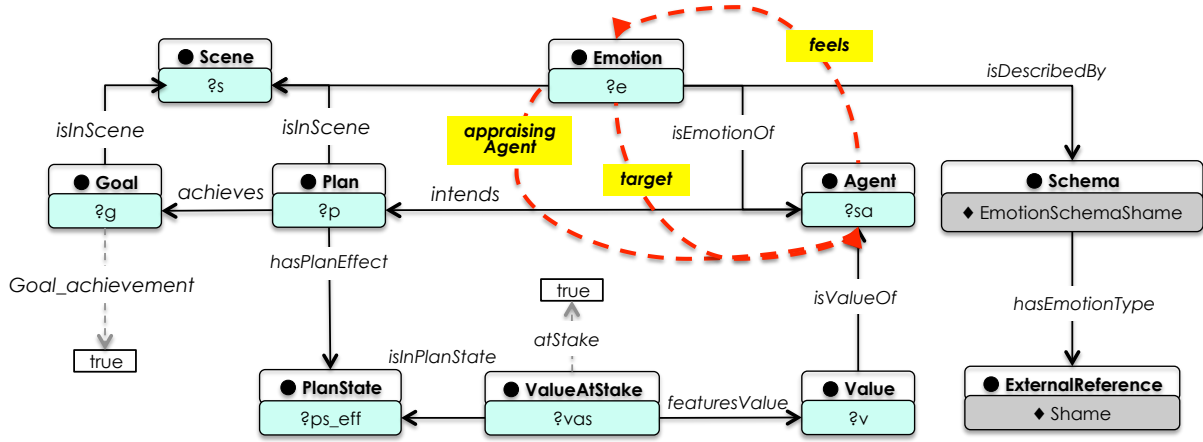 ● Scene
?s
● Emotion
?e
feels
isDescribedBy
isInScene
isInScene
appraising
Agent
isEmotionOf
target
● Goal
?g
achieves
● Plan
?p
intends
● Agent
?sa
● Schema
♦ EmotionSchemaShame
hasPlanEffect
Goal_achievement
true
true
isValueOf
hasEmotionType
atStake
isInPlanState
● PlanState
?ps_eff
● ValueAtStake
?vas
featuresValue
● Value
?v
● ExternalReference
♦ Shame